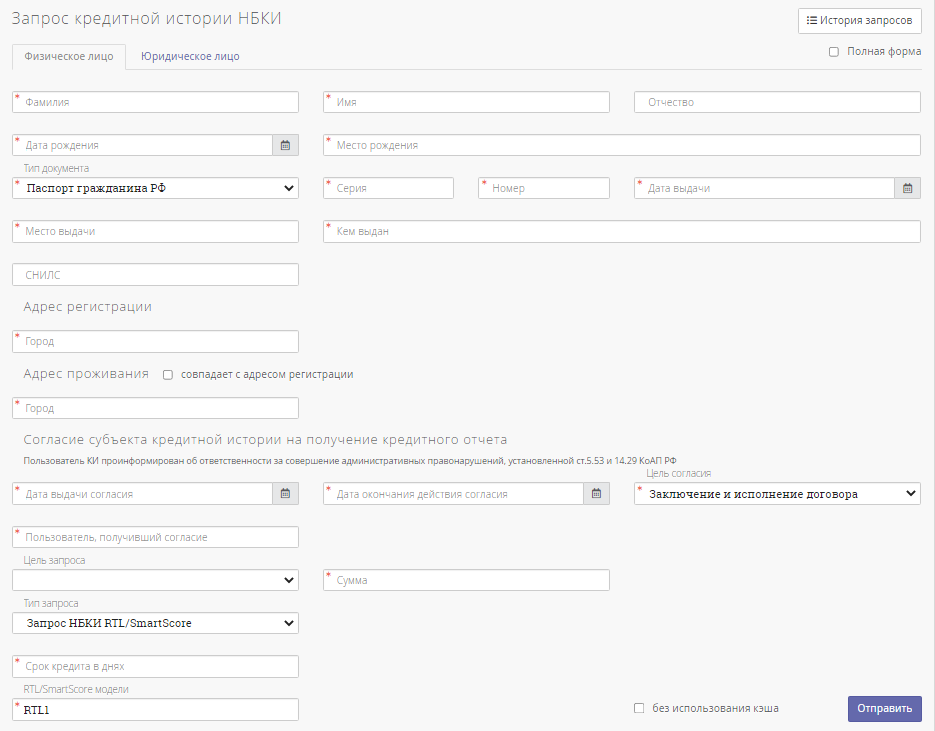 Запрос кредитной истории НБКИ
История запросов
Физическое лицо Юридическое лицо
Полная форма
* Фамилия * Имя Отчество
* Дата рождения * Место рождения
Тип документа
* Паспорт гражданина РФ * Серия * Номер * Дата выдачи
* Место выдачи * Кем выдан
СНИЛС
Адрес регистрации
* Город
Адрес проживания совпадает с адресом регистрации
* Город
Согласие субъекта кредитной истории на получение кредитного отчета
Пользователь КИ проинформирован об ответственности за совершение административных правонарушений, установленной ст.5.53 и 14.29 КоАП РФ
Цель согласия
* Дата выдачи согласия * Дата окончания действия согласия * Заключение и исполнение договора
* Пользователь, получивший согласие
Цель запроса
* Сумма
Тип запроса
Запрос НБКИ RTL/SmartScore
* Срок кредита в днях
RTL/SmartScore модели
* RTL1
без использования кэша Отправить